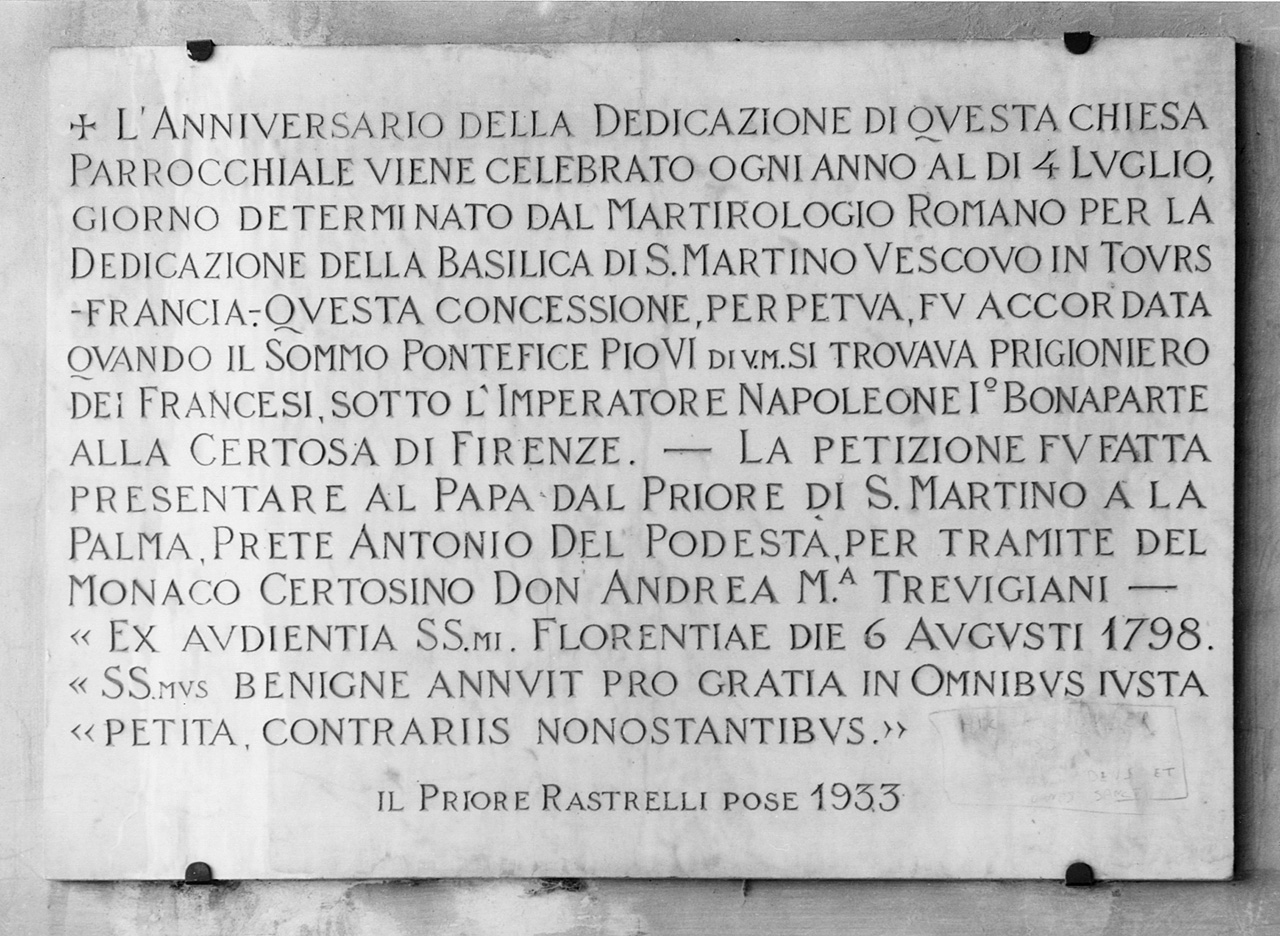 ✢ L'ANNIVERSARIO DELLA DEDICAZIONE DI QVESTA CHIESA
PARROCCHIALE VIENE CELEBRATO OGNI ANNO AL DI 4 LVGLIO,
GIORNO DETERMINATO DAL MARTIROLOGIO ROMANO PER LA
DEDICAZIONE DELLA BASILICA DI S. MARTINO VESCOVO IN TOVRS
-FRANCIA-: QVESTA CONCESSIONE, PERPETVA, FV ACCORDATA
QVANDO IL SOMMO PONTEFICE PIO VI DI V.M. SI TROVAVA PRIGIONIERO
DEI FRANCESI, SOTTO L'IMPERATORE NAPOLEONE Iº BONAPARTE
ALLA CERTOSA DI FIRENZE. — LA PETIZIONE FV FATTA
PRESENTARE AL PAPA DAL PRIORE DI S. MARTINO A LA
PALMA, PRETE ANTONIO DEL PODESTÀ, PER TRAMITE DEL
MONACO CERTOSINO DON ANDREA M.ᴬ TREVIGIANI —
« EX AVDIENTIA SS.MI. FLORENTIAE DIE 6 AVGVSTI 1798.
« SS.MVS BENIGNE ANNVIT PRO GRATIA IN OMNIBVS IVSTA
« PETITA, CONTRARIIS NONOSTANTIBVS.»
IL PRIORE RASTRELLI POSE 1933